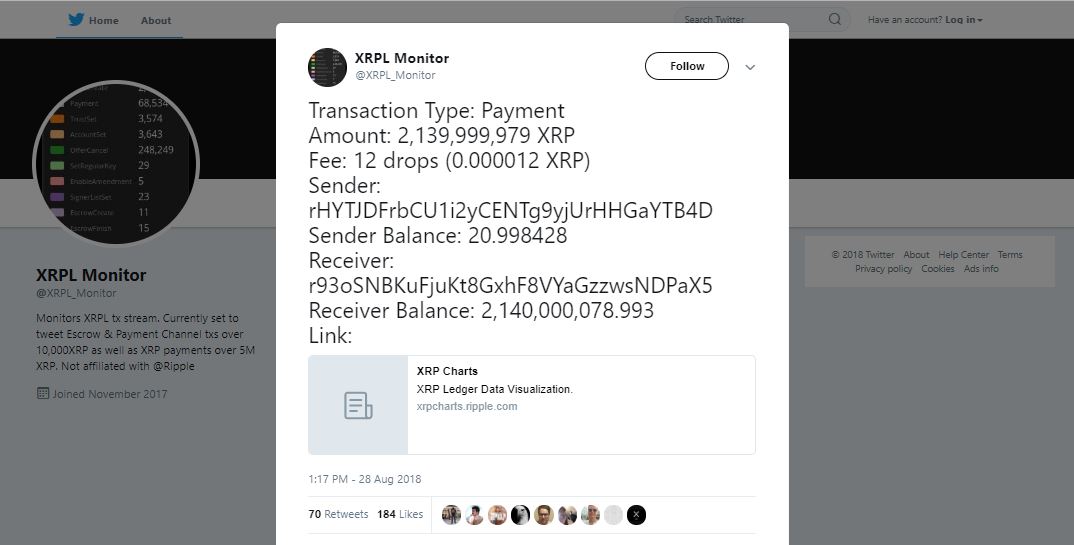 Home About
Search Twitter
Have an account? Log in
Payment 68,534
TrustSet 3,574
AccountSet 3,643
OfferCancel 248,249
SetRegularKey 29
EnableAmendment 5
SignerListSet 23
EscrowCreate 11
EscrowFinish 15
XRPL Monitor
@XRPL_Monitor
Monitors XRPL tx stream. Currently set to
tweet Escrow & Payment Channel txs over
10,000XRP as well as XRP payments over 5M
XRP. Not affiliated with @Ripple
Joined November 2017
XRPL Monitor
@XRPL_Monitor
Follow
Transaction Type: Payment
Amount: 2,139,999,979 XRP
Fee: 12 drops (0.000012 XRP)
Sender:
rHYTJDFrbCU1i2yCENTg9yjUrHHGaYTB4D
Sender Balance: 20.998428
Receiver:
r93oSNBKuFjuKt8GxhF8VYaGzzwsNDPaX5
Receiver Balance: 2,140,000,078.993
Link:
XRP Charts
XRP Ledger Data Visualization.
xrpcharts.ripple.com
1:17 PM - 28 Aug 2018
70 Retweets 184 Likes
© 2018 Twitter About Help Center Terms
Privacy policy Cookies Ads info